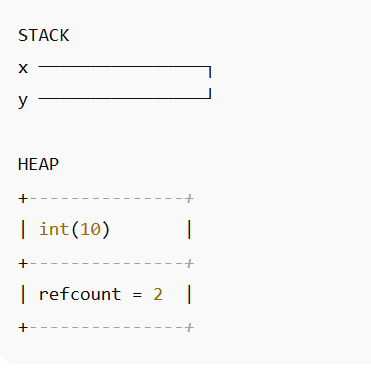 STACK
x ────────────────┐
y ────────────────┘
HEAP
+---------------+
| int(10)       |
+---------------+
| refcount = 2  |
+---------------+